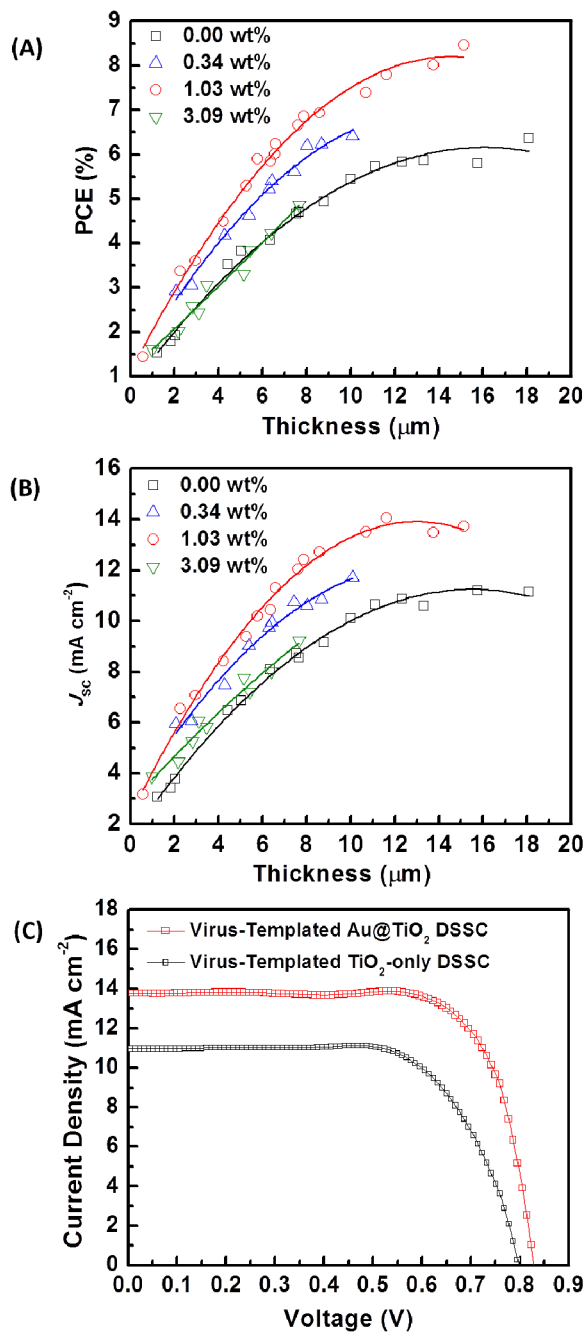 (A)
0.00 wt%
0.34 wt%
1.03 wt%
3.09 wt%
PCE (%)
9
8
7
6
5
4
3
2
1
0 2 4 6 8 10 12 14 16 18 20
Thickness (μm)
(B)
0.00 wt%
0.34 wt%
1.03 wt%
3.09 wt%
Jsc (mA cm⁻²)
16
14
12
10
8
6
4
2
0 2 4 6 8 10 12 14 16 18 20
Thickness (μm)
(C)
Virus-Templated Au@TiO₂ DSSC
Virus-Templated TiO₂-only DSSC
Current Density (mA cm⁻²)
18
16
14
12
10
8
6
4
2
0
0.0 0.1 0.2 0.3 0.4 0.5 0.6 0.7 0.8 0.9
Voltage (V)